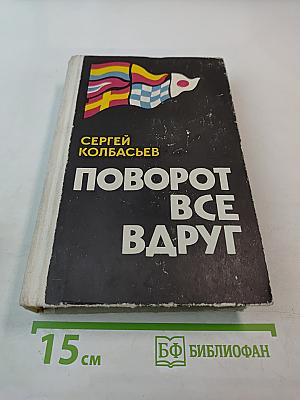 СЕРГЕЙ
КОЛБАСЬЕВ
ПОВОРОТ
ВСЕ
ВДРУГ
15 см
БФ БИБЛИОФАН